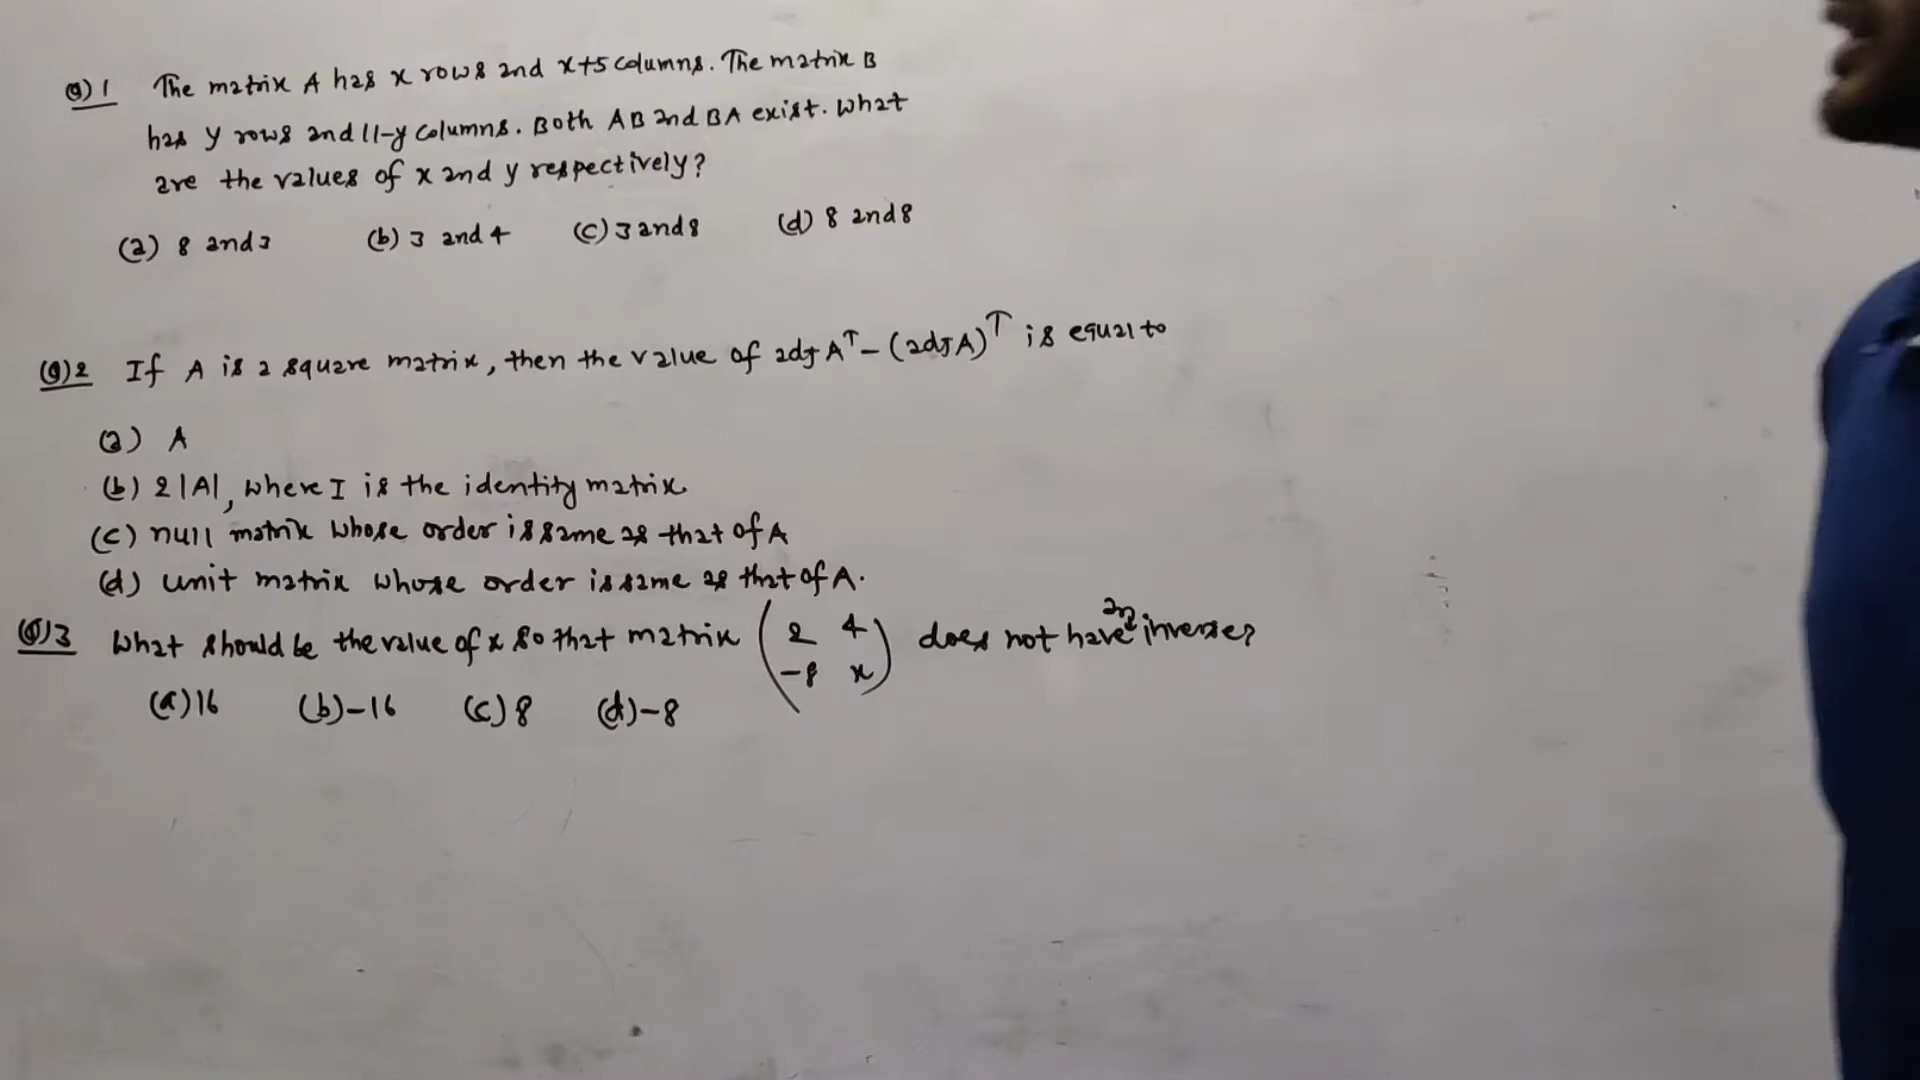 Q)1 The matrix A has x rows and x+5 columns. The matrix B
has y rows and 11-y columns. Both AB and BA exist. What
are the values of x and y respectively?
(a) 8 and 3 (b) 3 and 4 (c) 3 and 8 (d) 8 and 8
Q)2 If A is a square matrix, then the value of adj A^T - (adj A)^T is equal to
(a) A
(b) 2|A|, where I is the identity matrix
(c) null matrix whose order is same as that of A
(d) unit matrix whose order is same as that of A.
Q)3 What should be the value of x so that matrix (2 4
-8 x) does not have an inverse?
(a) 16 (b) -16 (c) 8 (d) -8